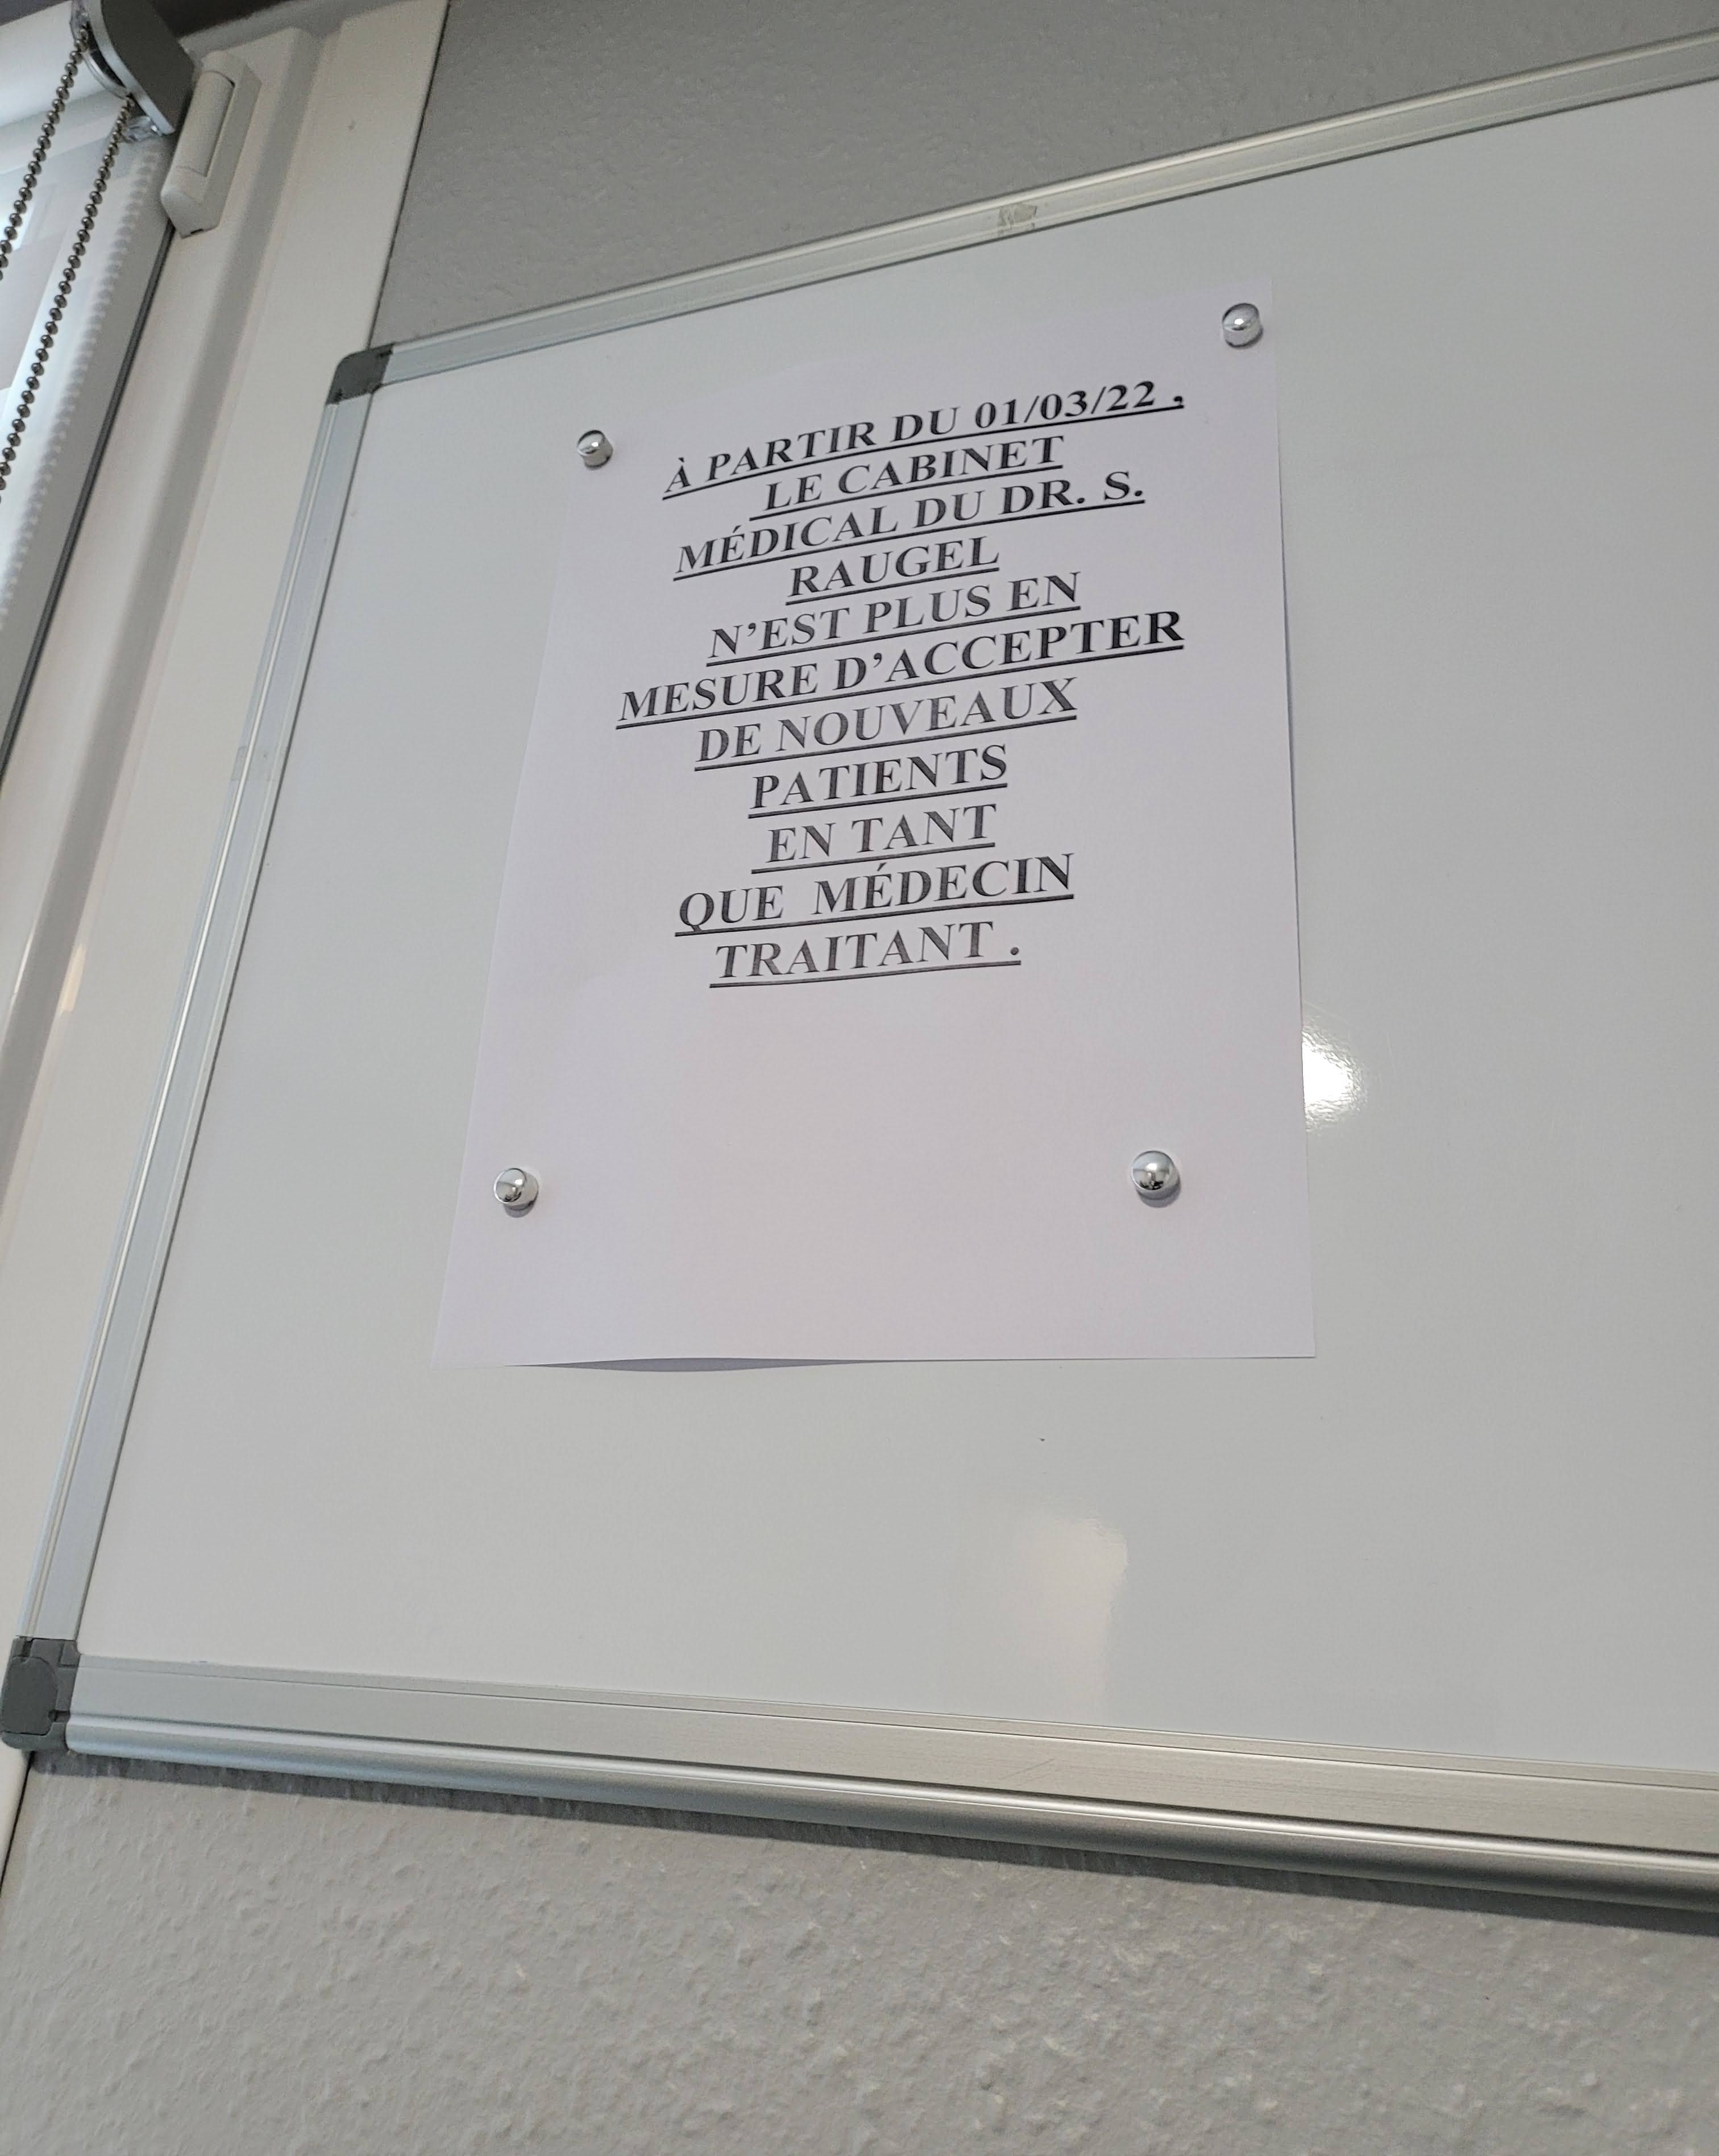 À PARTIR DU 01/03/22 ,
LE CABINET
MÉDICAL DU DR. S.
RAUGEL
N’EST PLUS EN
MESURE D’ACCEPTER
DE NOUVEAUX
PATIENTS
EN TANT
QUE  MÉDECIN
TRAITANT .